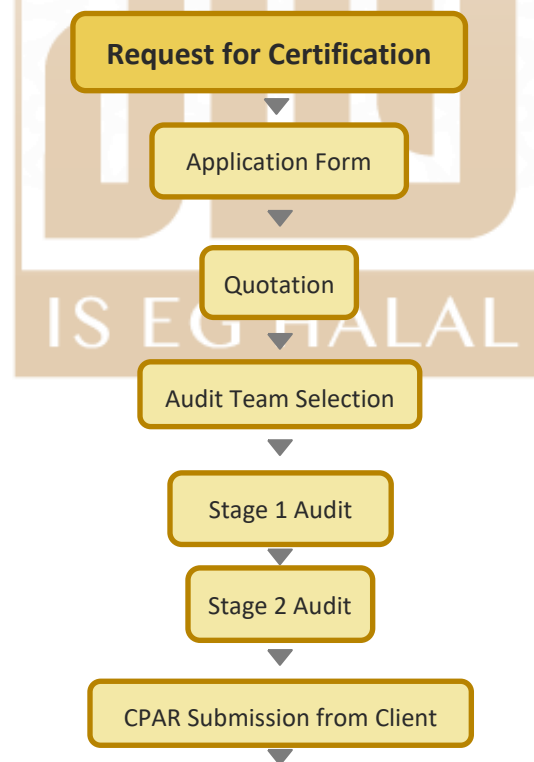 Request for Certification
Application Form
Quotation
IS EG HALAL
Audit Team Selection
Stage 1 Audit
Stage 2 Audit
CPAR Submission from Client